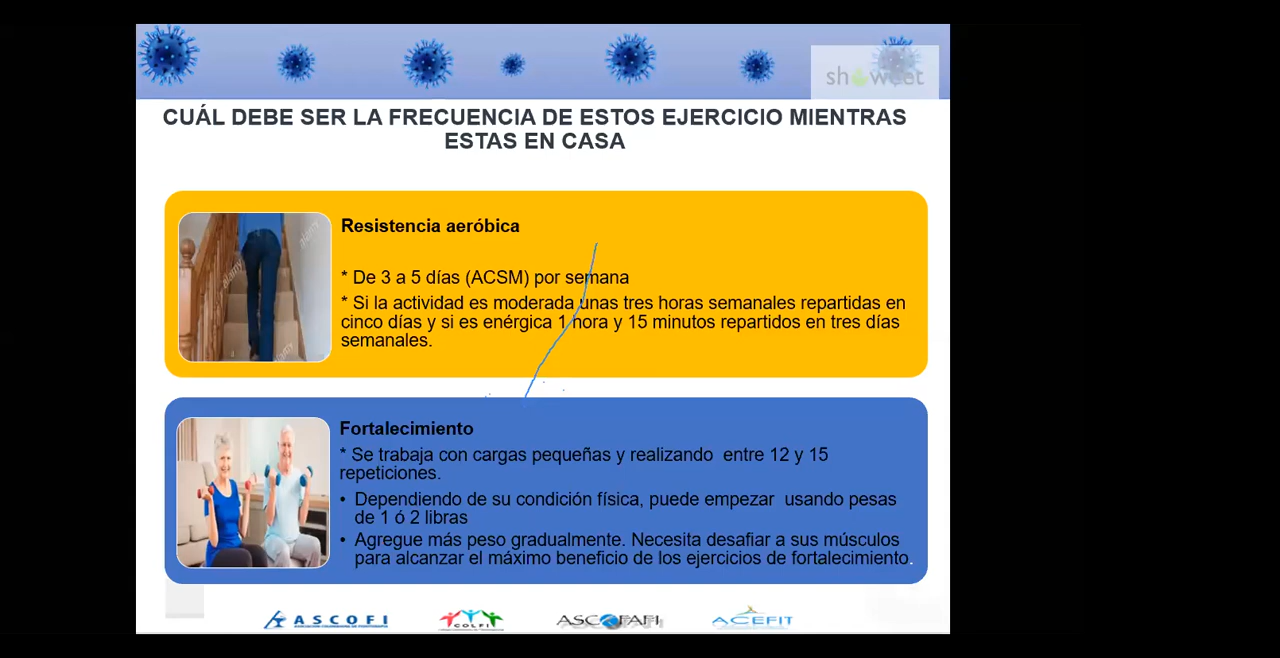 showeet
CUÁL DEBE SER LA FRECUENCIA DE ESTOS EJERCICIO MIENTRAS
ESTAS EN CASA
Resistencia aeróbica
* De 3 a 5 días (ACSM) por semana
* Si la actividad es moderada unas tres horas semanales repartidas en
cinco días y si es enérgica 1 hora y 15 minutos repartidos en tres días
semanales.
alamy
alamy
alamy
Fortalecimiento
* Se trabaja con cargas pequeñas y realizando entre 12 y 15
repeticiones.
• Dependiendo de su condición física, puede empezar usando pesas
de 1 ó 2 libras
• Agregue más peso gradualmente. Necesita desafiar a sus músculos
para alcanzar el máximo beneficio de los ejercicios de fortalecimiento.
ASCOFI
COLFI
ASCOFAFI
ACEFIT